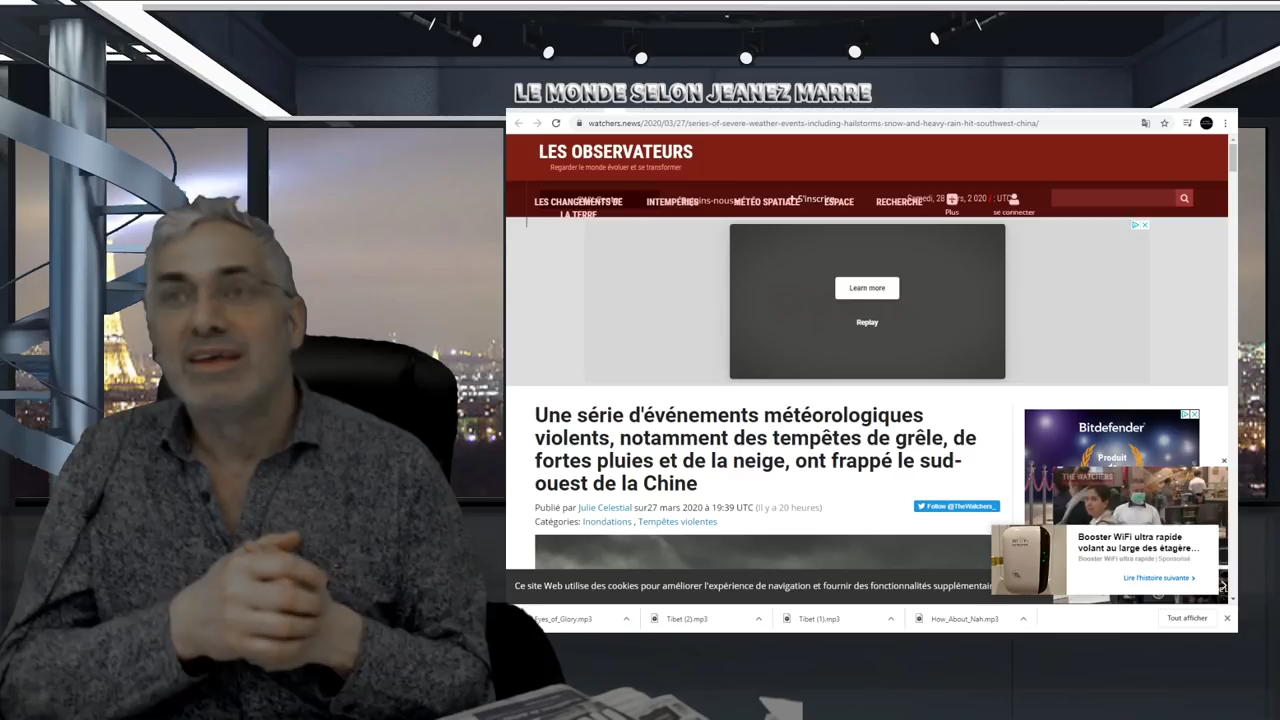 LE MONDE SELON JEANEZ MARRE
watchers.news/2020/03/27/series-of-severe-weather-events-including-hailstorms-snow-and-heavy-rain-hit-southwest-china/
LES OBSERVATEURS
Regarder le monde évoluer et se transformer
LES CHANGEMENTS DE LA TERRE
INTEMPÉRIES
MÉTÉO SPATIALE
S'inscrire
ESPACE
RECHERCHE
Plus
se connecter
Learn more
Replay
Une série d'événements météorologiques
violents, notamment des tempêtes de grêle, de
fortes pluies et de la neige, ont frappé le sud-
ouest de la Chine
Publié par Julie Celestial sur27 mars 2020 à 19:39 UTC (Il y a 20 heures)
Follow @TheWatchers_
Catégories: Inondations , Tempêtes violentes
Bitdefender
Produit
THE WATCHERS
Booster WiFi ultra rapide
volant au large des étagère...
Booster WiFi ultra rapide | Sponsorisé
Lire l'histoire suivante >
Ce site Web utilise des cookies pour améliorer l'expérience de navigation et fournir des fonctionnalités
Eyes_of_Glory.mp3
Tibet (2).mp3
Tibet (1).mp3
How_About_Nah.mp3
Tout afficher